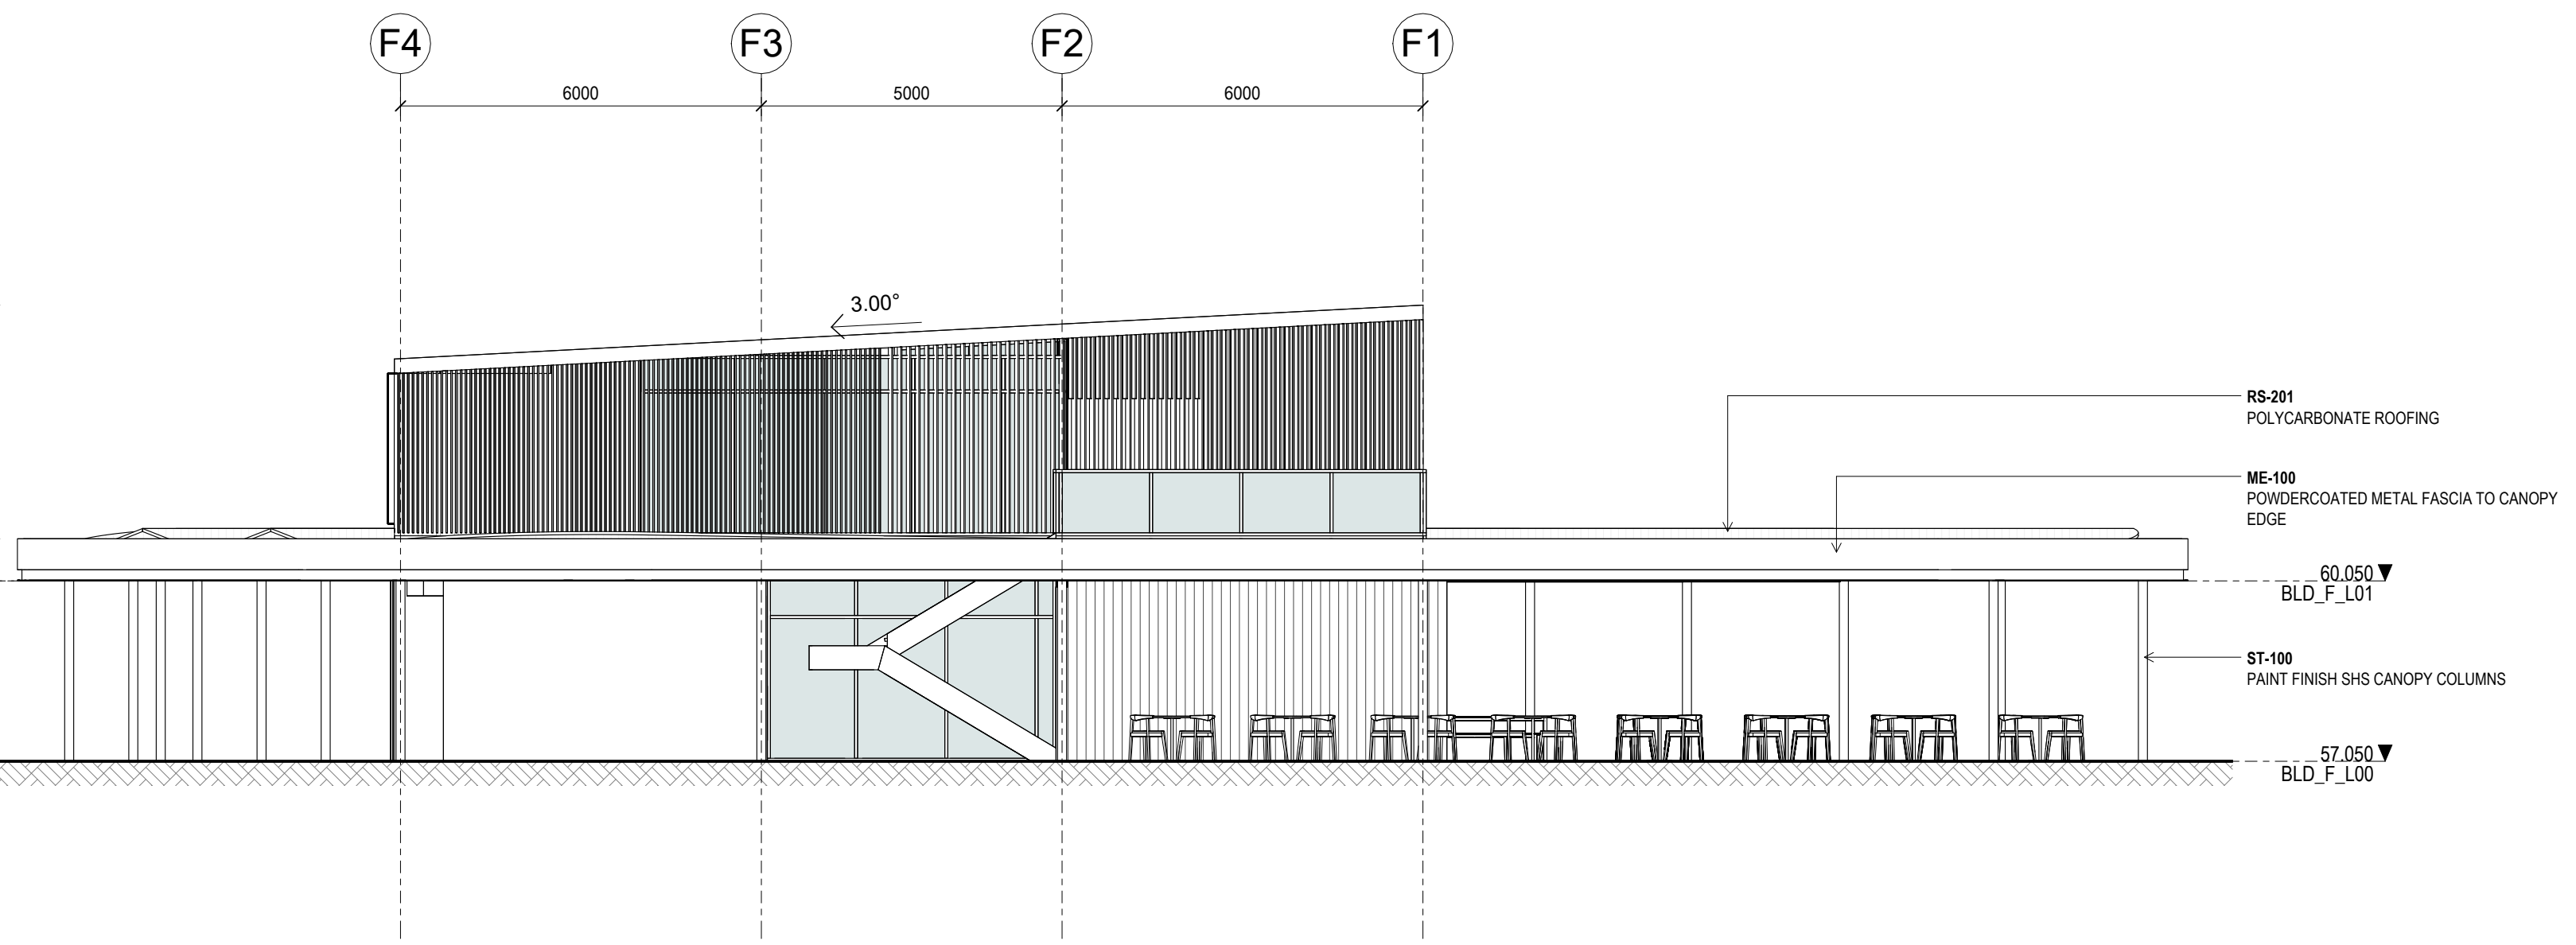 F4
F3
F2
F1
6000
5000
6000
3.00°
RS-201
POLYCARBONATE ROOFING
ME-100
POWDERCOATED METAL FASCIA TO CANOPY
EDGE
60.050
BLD_F_L01
ST-100
PAINT FINISH SHS CANOPY COLUMNS
57.050
BLD_F_L00